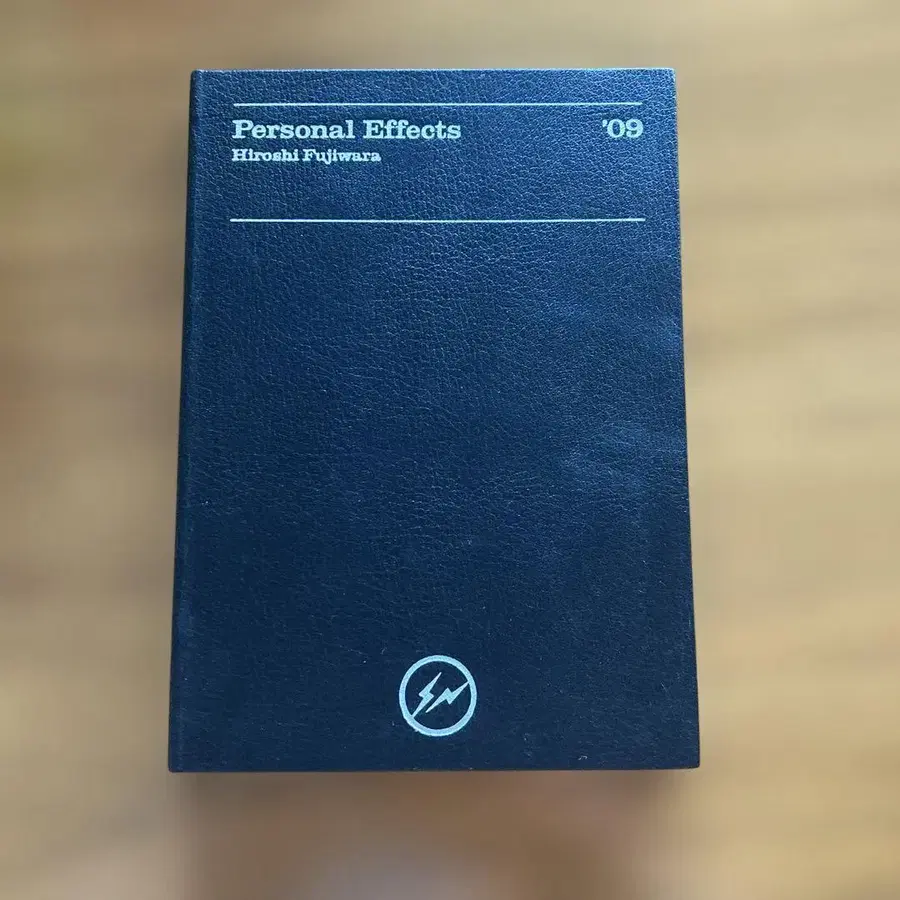 Personal Effects '09
Hiroshi Fujiwara